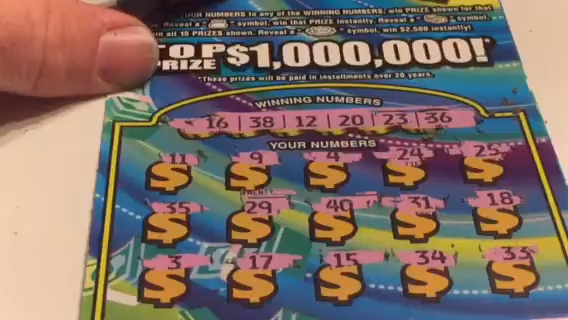 YOUR NUMBERS to any of the WINNING NUMBERS, win PRIZE shown for that
Reveal a " " symbol, win that PRIZE instantly. Reveal a " " symbol,
win all 15 PRIZES shown. Reveal a " " symbol, win $2,500 instantly!
TOP PRIZE $1,000,000!*
*These prizes will be paid in installments over 20 years.
WINNING NUMBERS
16 38 12 20 23 36
YOUR NUMBERS
11 9 4 24 25
35 29 40 31 18
3 17 15 34 33